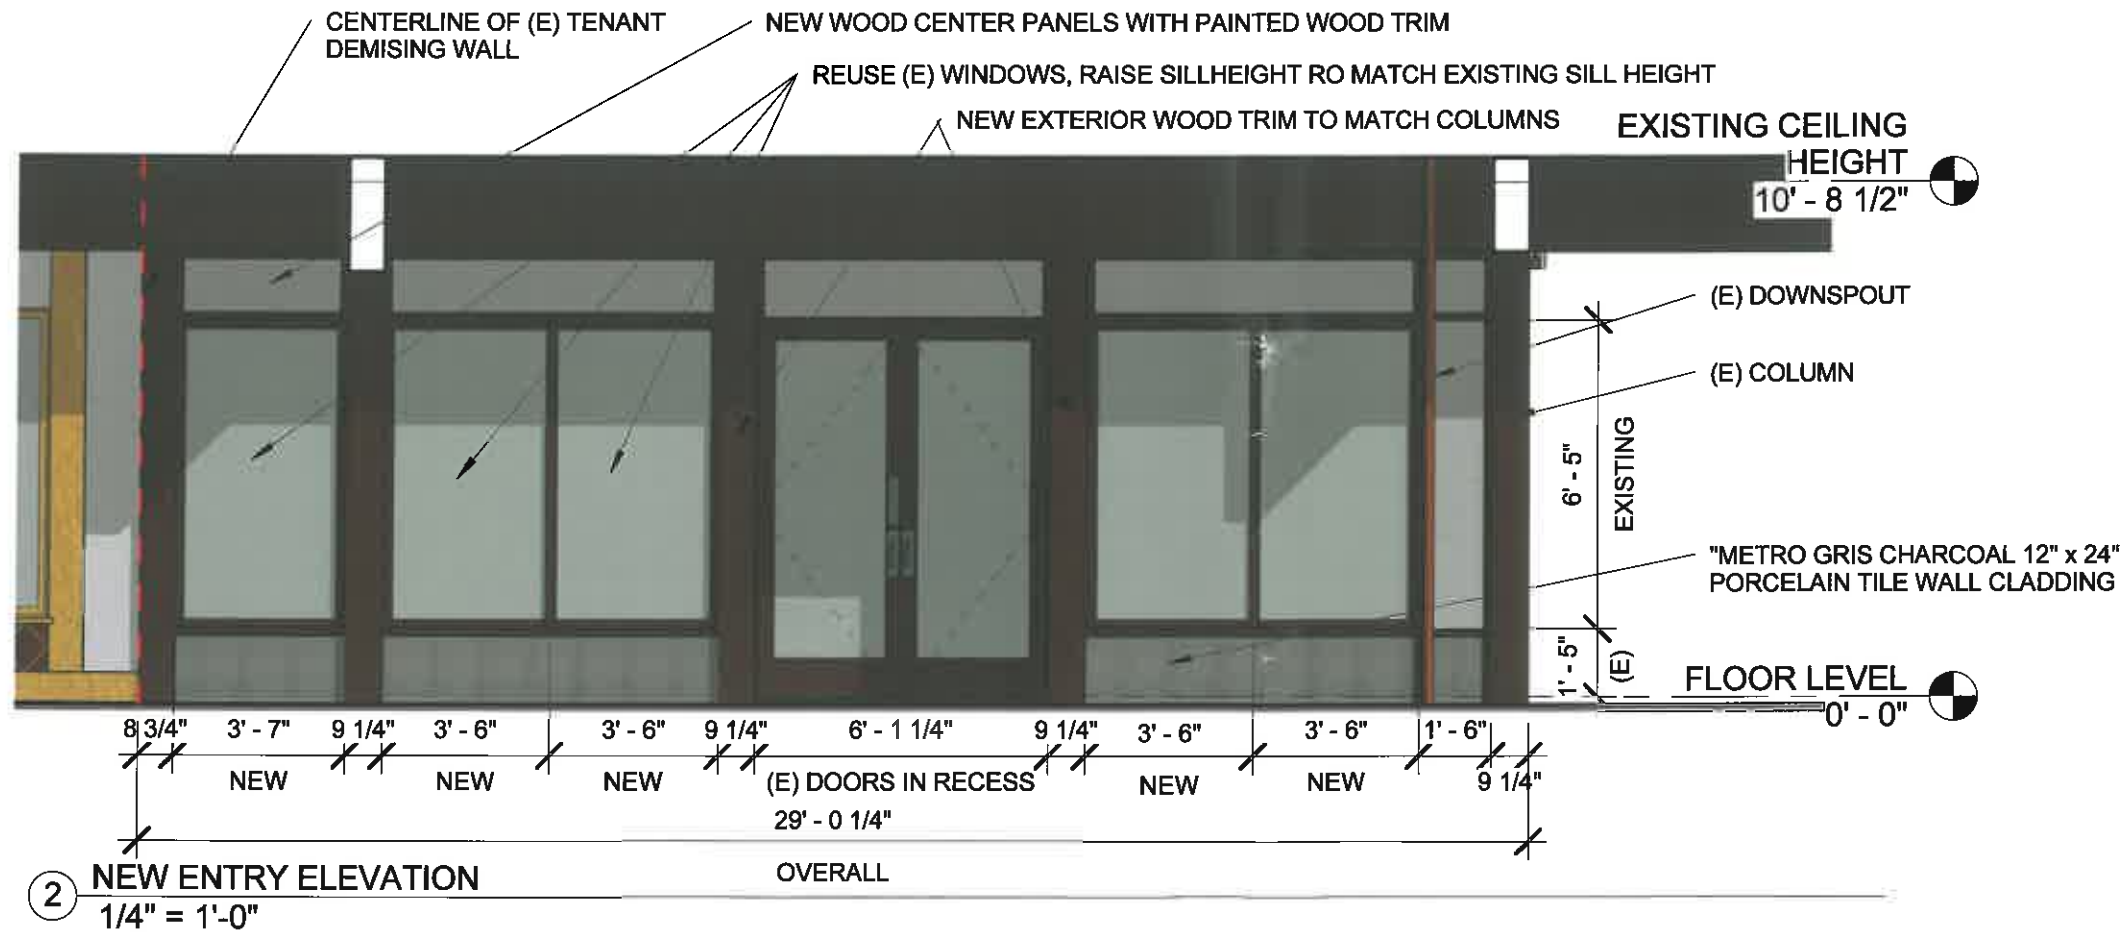 CENTERLINE OF (E) TENANT
DEMISING WALL
NEW WOOD CENTER PANELS WITH PAINTED WOOD TRIM
REUSE (E) WINDOWS, RAISE SILLHEIGHT RO MATCH EXISTING SILL HEIGHT
NEW EXTERIOR WOOD TRIM TO MATCH COLUMNS
EXISTING CEILING
HEIGHT
10' - 8 1/2"
(E) DOWNSPOUT
(E) COLUMN
6' - 5"
EXISTING
"METRO GRIS CHARCOAL 12" x 24"
PORCELAIN TILE WALL CLADDING
1' - 5"
(E)
FLOOR LEVEL
0' - 0"
8 3/4" 3' - 7" 9 1/4" 3' - 6" 3' - 6" 9 1/4" 6' - 1 1/4" 9 1/4" 3' - 6" 3' - 6" 1' - 6"
NEW NEW NEW (E) DOORS IN RECESS NEW NEW 9 1/4"
29' - 0 1/4"
OVERALL
2 NEW ENTRY ELEVATION
1/4" = 1'-0"